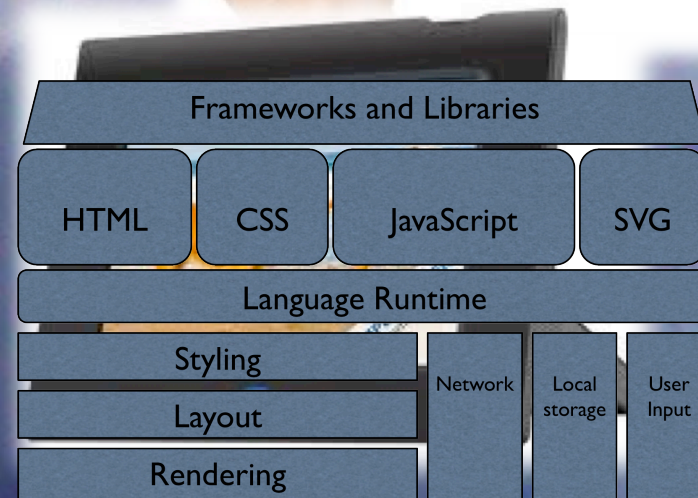 Frameworks and Libraries
HTML
CSS
JavaScript
SVG
Language Runtime
Styling
Layout
Rendering
Network
Local
storage
User
Input